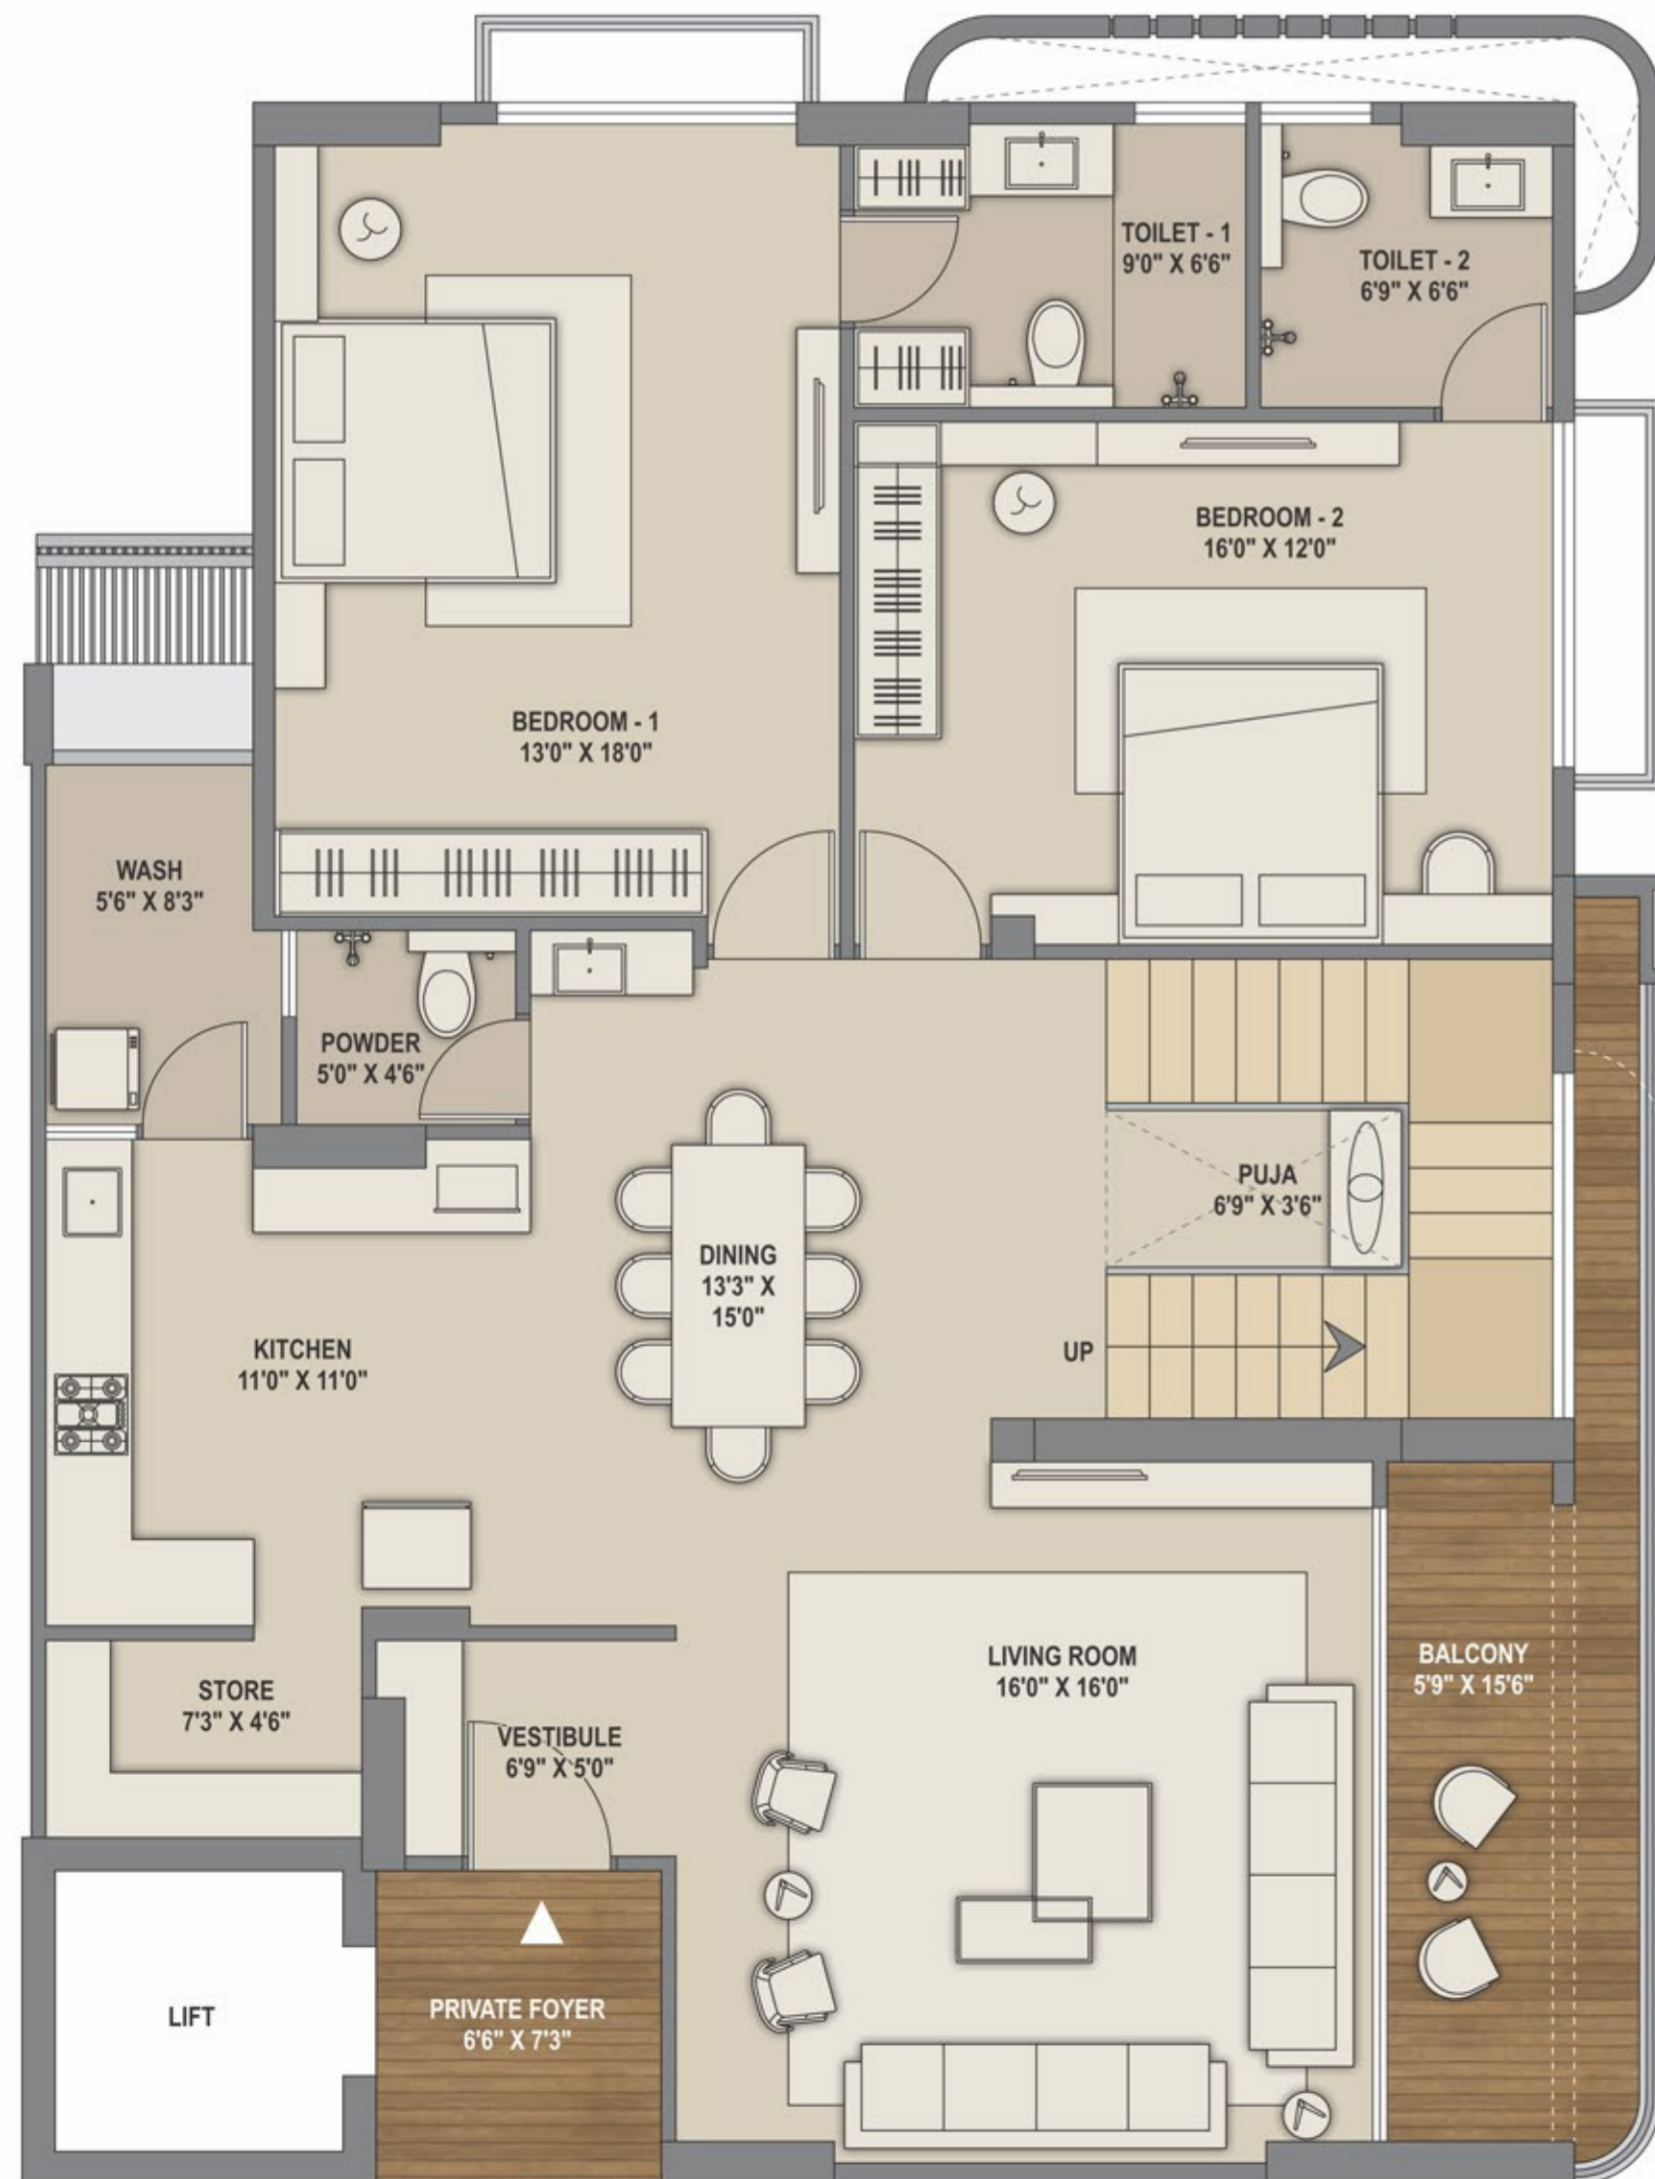 TOILET - 1
9'0" X 6'6"
TOILET - 2
6'9" X 6'6"
BEDROOM - 2
16'0" X 12'0"
BEDROOM - 1
13'0" X 18'0"
WASH
5'6" X 8'3"
POWDER
5'0" X 4'6"
PUJA
6'9" X 3'6"
DINING
13'3" X
15'0"
KITCHEN
11'0" X 11'0"
UP
LIVING ROOM
16'0" X 16'0"
BALCONY
5'9" X 15'6"
STORE
7'3" X 4'6"
VESTIBULE
6'9" X 5'0"
LIFT
PRIVATE FOYER
6'6" X 7'3"